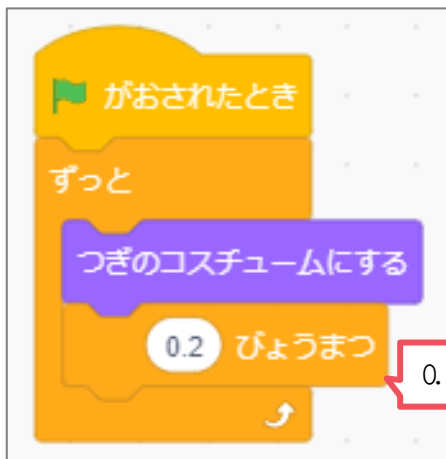 がおされたとき
ずっと
つぎのコスチュームにする
0.2 びょうまつ
0.